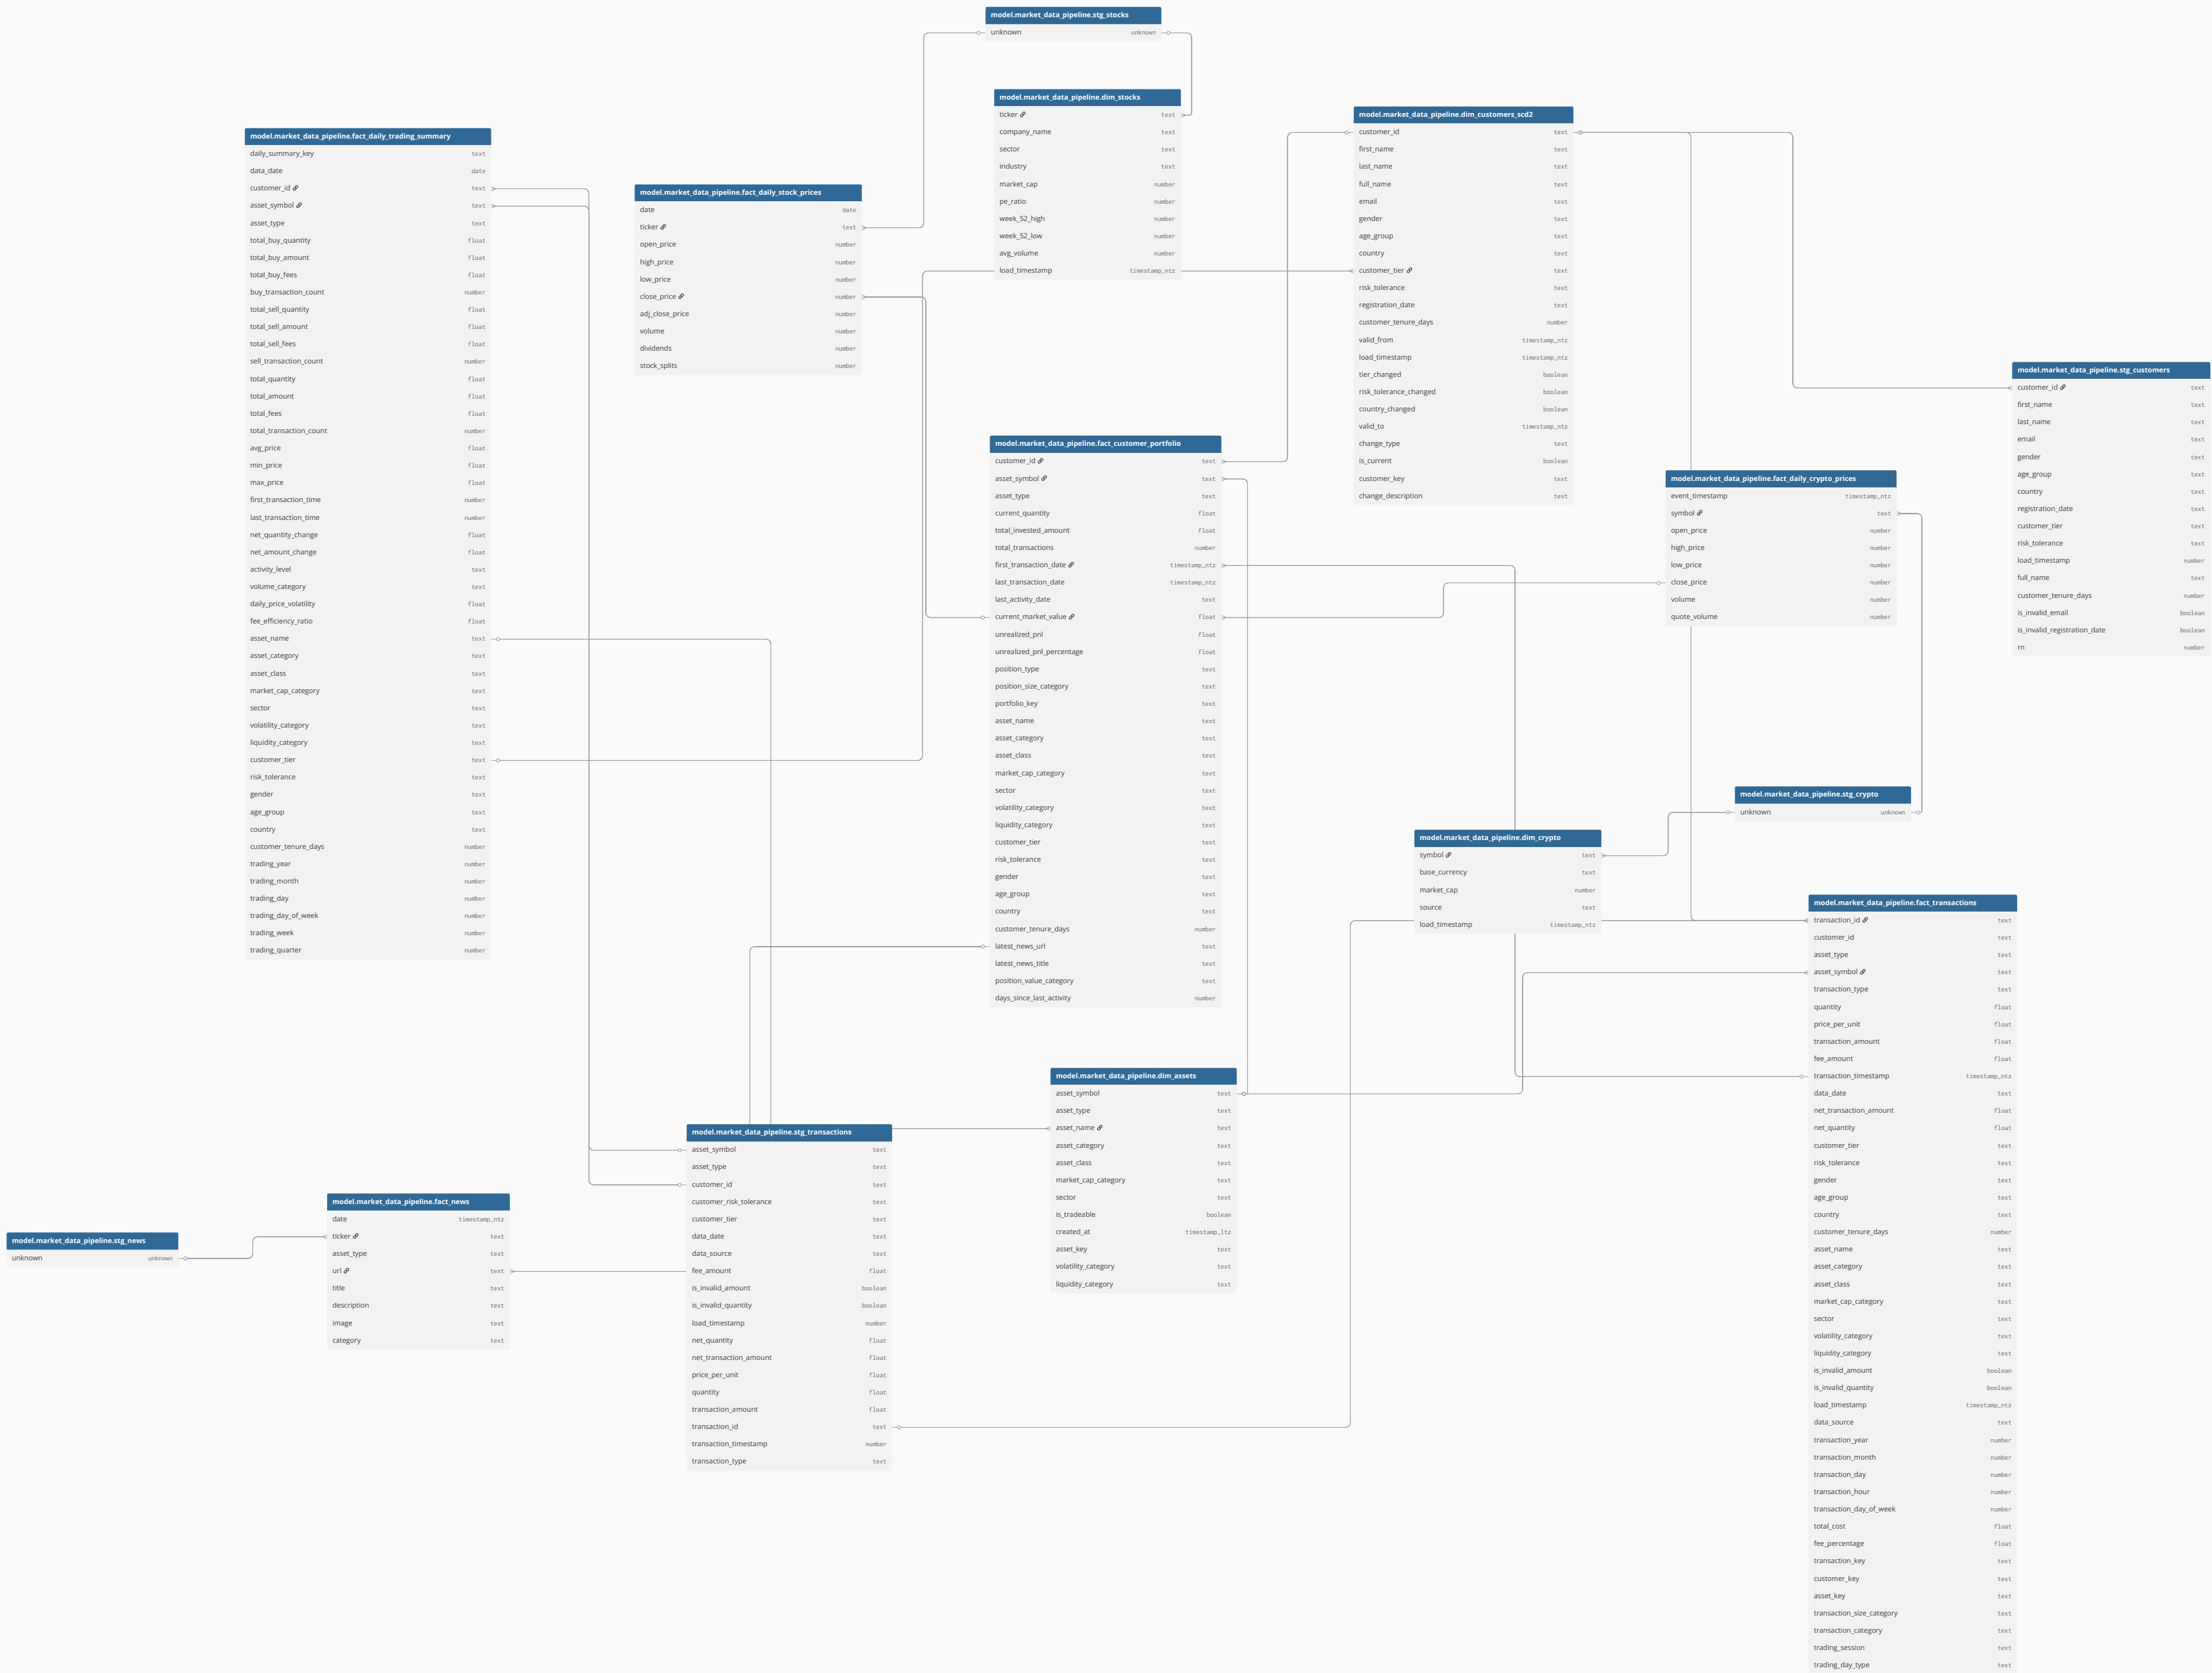 model.market_data_pipeline.stg_stocks
unknown unknown
model.market_data_pipeline.dim_stocks
ticker text
company_name text
sector text
industry text
market_cap number
pe_ratio number
week_52_high number
week_52_low number
avg_volume number
load_timestamp timestamp_ntz
model.market_data_pipeline.dim_customers_scd2
customer_id text
first_name text
last_name text
full_name text
email text
gender text
age_group text
country text
customer_tier text
risk_tolerance text
registration_date text
customer_tenure_days number
valid_from timestamp_ntz
load_timestamp timestamp_ntz
tier_changed boolean
risk_tolerance_changed boolean
country_changed boolean
valid_to timestamp_ntz
change_type text
is_current boolean
customer_key text
change_description text
model.market_data_pipeline.fact_daily_trading_summary
daily_summary_key text
data_date date
customer_id text
asset_symbol text
asset_type text
total_buy_quantity float
total_buy_amount float
total_buy_fees float
buy_transaction_count number
total_sell_quantity float
total_sell_amount float
total_sell_fees float
sell_transaction_count number
total_quantity float
total_amount float
total_fees float
total_transaction_count number
avg_price float
min_price float
max_price float
first_transaction_time number
last_transaction_time number
net_quantity_change float
net_amount_change float
activity_level text
volume_category text
daily_price_volatility float
fee_efficiency_ratio float
asset_name text
asset_category text
asset_class text
market_cap_category text
sector text
volatility_category text
liquidity_category text
customer_tier text
risk_tolerance text
gender text
age_group text
country text
customer_tenure_days number
trading_year number
trading_month number
trading_day number
trading_day_of_week number
trading_week number
trading_quarter number
model.market_data_pipeline.fact_daily_stock_prices
date date
ticker text
open_price number
high_price number
low_price number
close_price number
adj_close_price number
volume number
dividends number
stock_splits number
model.market_data_pipeline.stg_customers
customer_id text
first_name text
last_name text
email text
gender text
age_group text
country text
registration_date text
customer_tier text
risk_tolerance text
load_timestamp number
full_name text
customer_tenure_days number
is_invalid_email boolean
is_invalid_registration_date boolean
rn number
model.market_data_pipeline.fact_customer_portfolio
customer_id text
asset_symbol text
asset_type text
current_quantity float
total_invested_amount float
total_transactions number
first_transaction_date timestamp_ntz
last_transaction_date timestamp_ntz
last_activity_date text
current_market_value float
unrealized_pnl float
unrealized_pnl_percentage float
position_type text
position_size_category text
portfolio_key text
asset_name text
asset_category text
asset_class text
market_cap_category text
sector text
volatility_category text
liquidity_category text
customer_tier text
risk_tolerance text
gender text
age_group text
country text
customer_tenure_days number
latest_news_url text
latest_news_title text
position_value_category text
days_since_last_activity number
model.market_data_pipeline.fact_daily_crypto_prices
event_timestamp timestamp_ntz
symbol text
open_price number
high_price number
low_price number
close_price number
volume number
quote_volume number
model.market_data_pipeline.stg_crypto
unknown unknown
model.market_data_pipeline.dim_crypto
symbol text
base_currency text
market_cap number
source text
load_timestamp timestamp_ntz
model.market_data_pipeline.fact_transactions
transaction_id text
customer_id text
asset_type text
asset_symbol text
transaction_type text
quantity float
price_per_unit float
transaction_amount float
fee_amount float
transaction_timestamp timestamp_ntz
data_date text
net_transaction_amount float
net_quantity float
customer_tier text
risk_tolerance text
gender text
age_group text
country text
customer_tenure_days number
asset_name text
asset_category text
asset_class text
market_cap_category text
sector text
volatility_category text
liquidity_category text
is_invalid_amount boolean
is_invalid_quantity boolean
load_timestamp timestamp_ntz
data_source text
transaction_year number
transaction_month number
transaction_day number
transaction_hour number
transaction_day_of_week number
total_cost float
fee_percentage float
transaction_key text
customer_key text
asset_key text
transaction_size_category text
transaction_category text
trading_session text
trading_day_type text
model.market_data_pipeline.dim_assets
asset_symbol text
asset_type text
asset_name text
asset_category text
asset_class text
market_cap_category text
sector text
is_tradeable boolean
created_at timestamp_ltz
asset_key text
volatility_category text
liquidity_category text
model.market_data_pipeline.stg_transactions
asset_symbol text
asset_type text
customer_id text
customer_risk_tolerance text
customer_tier text
data_date text
data_source text
fee_amount float
is_invalid_amount boolean
is_invalid_quantity boolean
load_timestamp number
net_quantity float
net_transaction_amount float
price_per_unit float
quantity float
transaction_amount float
transaction_id text
transaction_timestamp number
transaction_type text
model.market_data_pipeline.fact_news
date timestamp_ntz
ticker text
asset_type text
url text
title text
description text
image text
category text
model.market_data_pipeline.stg_news
unknown unknown